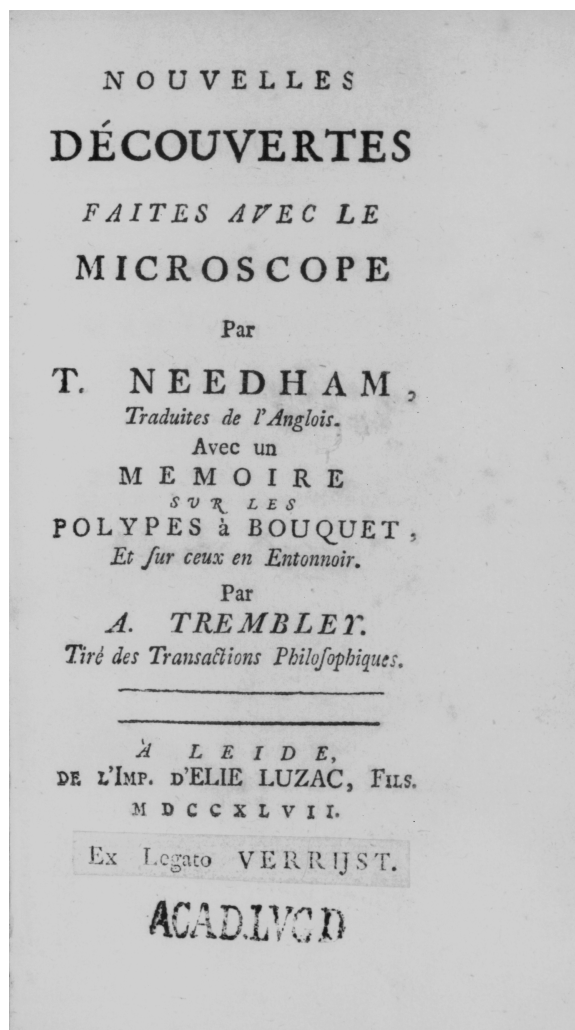 NOUVELLES
DÉCOUVERTES
FAITES AVEC LE
MICROSCOPE
Par
T. NEEDHAM,
Traduites de l'Anglois.
Avec un
MEMOIRE
SUR LES
POLYPES à BOUQUET,
Et ſur ceux en Entonnoir.
Par
A. TREMBLEY.
Tiré des Transactions Philoſophiques.
À LEIDE,
DE L'IMP. D'ELIE LUZAC, FILS.
MDCCXLVII.
Ex Legato VERRIJST.
ACAD.LVGD